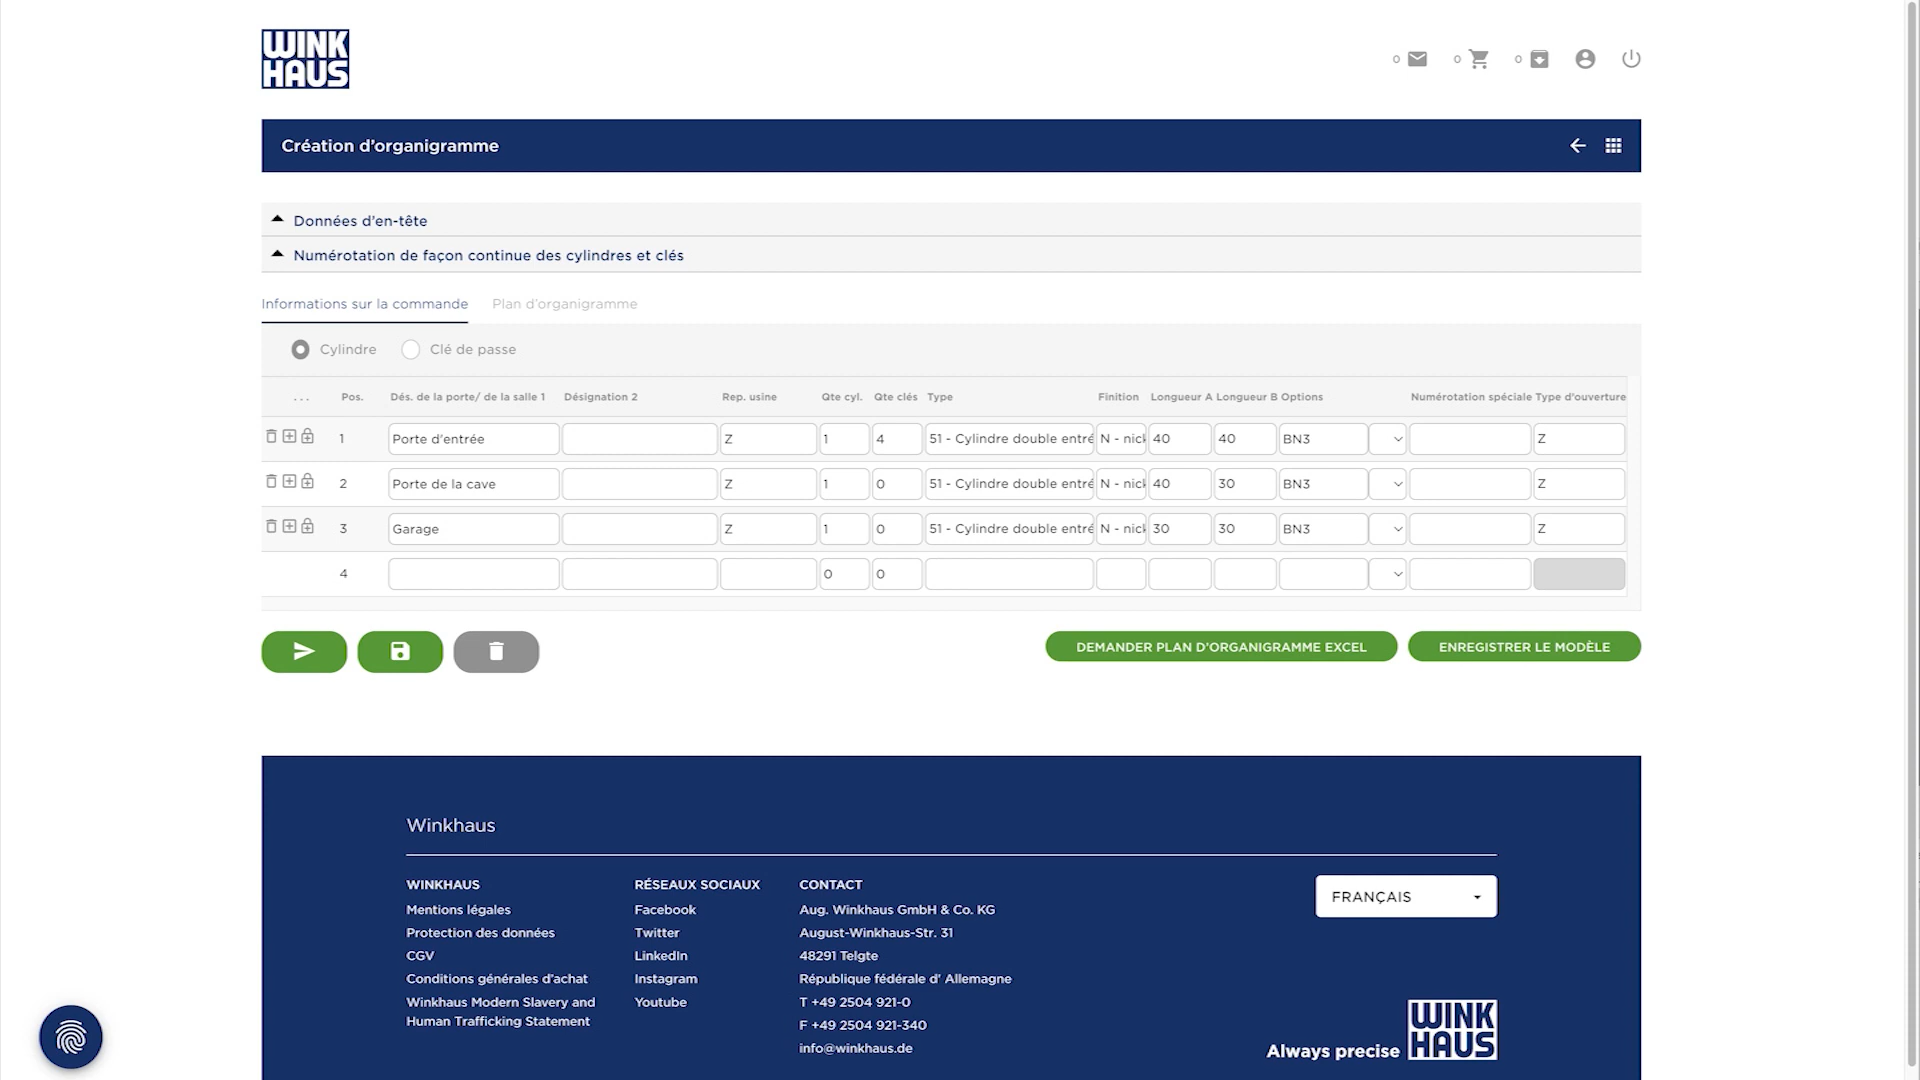 WINK
HAUS
0 0 0
Création d'organigramme
Données d'en-tête
Numérotation de façon continue des cylindres et clés
Informations sur la commande Plan d'organigramme
Cylindre Clé de passe
... Pos. Dés. de la porte/ de la salle 1 Désignation 2 Rep. usine Qte cyl. Qte clés Type Finition Longueur A Longueur B Options Numérotation spéciale Type d'ouverture
1 Porte d'entrée Z 1 4 51 - Cylindre double entré N - nick 40 40 BN3 Z
2 Porte de la cave Z 1 0 51 - Cylindre double entré N - nick 40 30 BN3 Z
3 Garage Z 1 0 51 - Cylindre double entré N - nick 30 30 BN3 Z
4 0 0
DEMANDER PLAN D'ORGANIGRAMME EXCEL ENREGISTRER LE MODÈLE
Winkhaus
WINKHAUS
Mentions légales
Protection des données
CGV
Conditions générales d'achat
Winkhaus Modern Slavery and
Human Trafficking Statement
RÉSEAUX SOCIAUX
Facebook
Twitter
LinkedIn
Instagram
Youtube
CONTACT
Aug. Winkhaus GmbH & Co. KG
August-Winkhaus-Str. 31
48291 Telgte
République fédérale d' Allemagne
T +49 2504 921-0
F +49 2504 921-340
info@winkhaus.de
FRANÇAIS
Always precise
WINK
HAUS